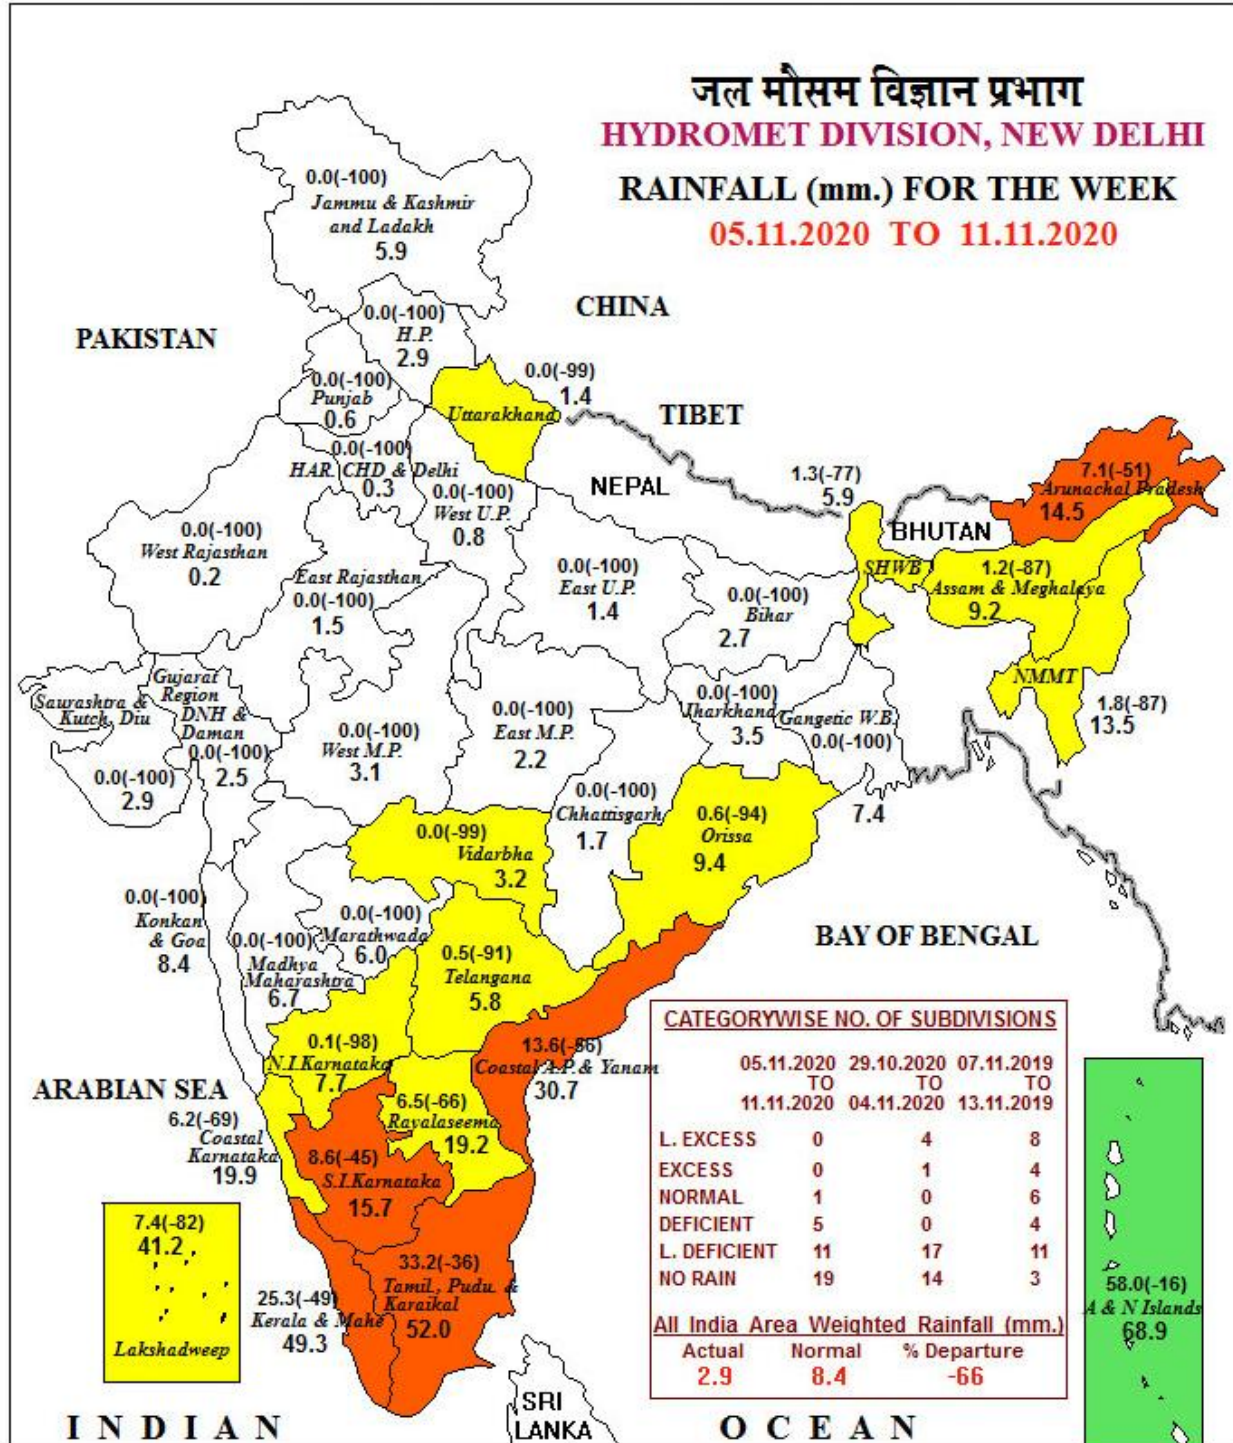 जल मौसम विज्ञान प्रभाग
HYDROMET DIVISION, NEW DELHI
RAINFALL (mm.) FOR THE WEEK
05.11.2020 TO 11.11.2020
0.0(-100)
Jammu & Kashmir
and Ladakh
5.9
CHINA
PAKISTAN
0.0(-100)
H.P.
2.9
0.0(-100)
Punjab
0.6
Uttarakhand
0.0(-99)
1.4
TIBET
0.0(-100)
HAR. CHD & Delhi
0.3
0.0(-100)
West U.P.
0.8
NEPAL
1.3(-77)
5.9
SHWB
BHUTAN
7.1(-51)
Arunachal Pradesh
14.5
0.0(-100)
West Rajasthan
0.2
East Rajasthan
0.0(-100)
1.5
0.0(-100)
East U.P.
1.4
0.0(-100)
Bihar
2.7
1.2(-87)
Assam & Meghalaya
9.2
NMMT
1.8(-87)
13.5
Saurashtra &
Kutch, Diu
0.0(-100)
2.9
Gujarat
Region
DNH &
Daman
0.0(-100)
2.5
0.0(-100)
West M.P.
3.1
0.0(-100)
East M.P.
2.2
0.0(-100)
Jharkhand
3.5
Gangetic W.B.
0.0(-100)
7.4
0.0(-100)
Chhattisgarh
1.7
0.6(-94)
Orissa
9.4
0.0(-99)
Vidarbha
3.2
0.0(-100)
Konkan
& Goa
8.4
0.0(-100)
Madhya
Maharashtra
6.7
0.0(-100)
Marathwada
6.0
0.5(-91)
Telangana
5.8
BAY OF BENGAL
0.1(-98)
N.I.Karnataka
7.7
13.6(-56)
Coastal A.P. & Yanam
30.7
ARABIAN SEA
6.2(-69)
Coastal
Karnataka
19.9
6.5(-66)
Rayalaseema
19.2
8.6(-45)
S.I.Karnataka
15.7
7.4(-82)
41.2
Lakshadweep
25.3(-49)
Kerala & Mahe
49.3
33.2(-36)
Tamil., Pudu. &
Karaikal
52.0
CATEGORYWISE NO. OF SUBDIVISIONS
05.11.2020 29.10.2020 07.11.2019
TO TO TO
11.11.2020 04.11.2020 13.11.2019
L. EXCESS 0 4 8
EXCESS 0 1 4
NORMAL 1 0 6
DEFICIENT 5 0 4
L. DEFICIENT 11 17 11
NO RAIN 19 14 3
All India Area Weighted Rainfall (mm.)
Actual Normal % Departure
2.9 8.4 -66
58.0(-16)
A & N Islands
68.9
SRI
LANKA
INDIAN OCEAN